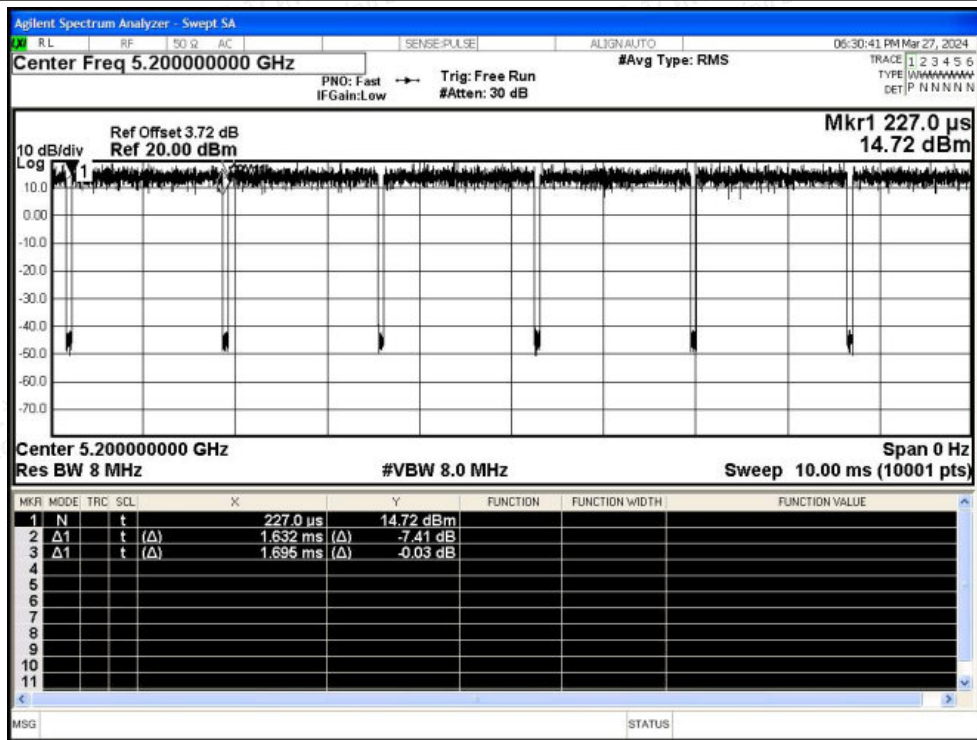 Agilent Spectrum Analyzer - Swept SA
LXI RL RF 50 Ω AC SENSE:PULSE ALIGNAUTO 06:30:41 PM Mar 27, 2024
Center Freq 5.200000000 GHz
PNO: Fast
IFGain:Low
Trig: Free Run
#Atten: 30 dB
#Avg Type: RMS
TRACE 1 2 3 4 5 6
TYPE
DET P N N N N N
Mkr1 227.0 µs
14.72 dBm
Ref Offset 3.72 dB
10 dB/div Ref 20.00 dBm
Log
1
10.0
0.00
-10.0
-20.0
-30.0
-40.0
-50.0
-60.0
-70.0
Center 5.200000000 GHz Span 0 Hz
Res BW 8 MHz #VBW 8.0 MHz Sweep 10.00 ms (10001 pts)
MKR MODE TRC SCL X Y FUNCTION FUNCTION WIDTH FUNCTION VALUE
1 N t 227.0 µs 14.72 dBm
2 Δ1 t (Δ) 1.632 ms (Δ) -7.41 dB
3 Δ1 t (Δ) 1.695 ms (Δ) -0.03 dB
4
5
6
7
8
9
10
11
MSG STATUS